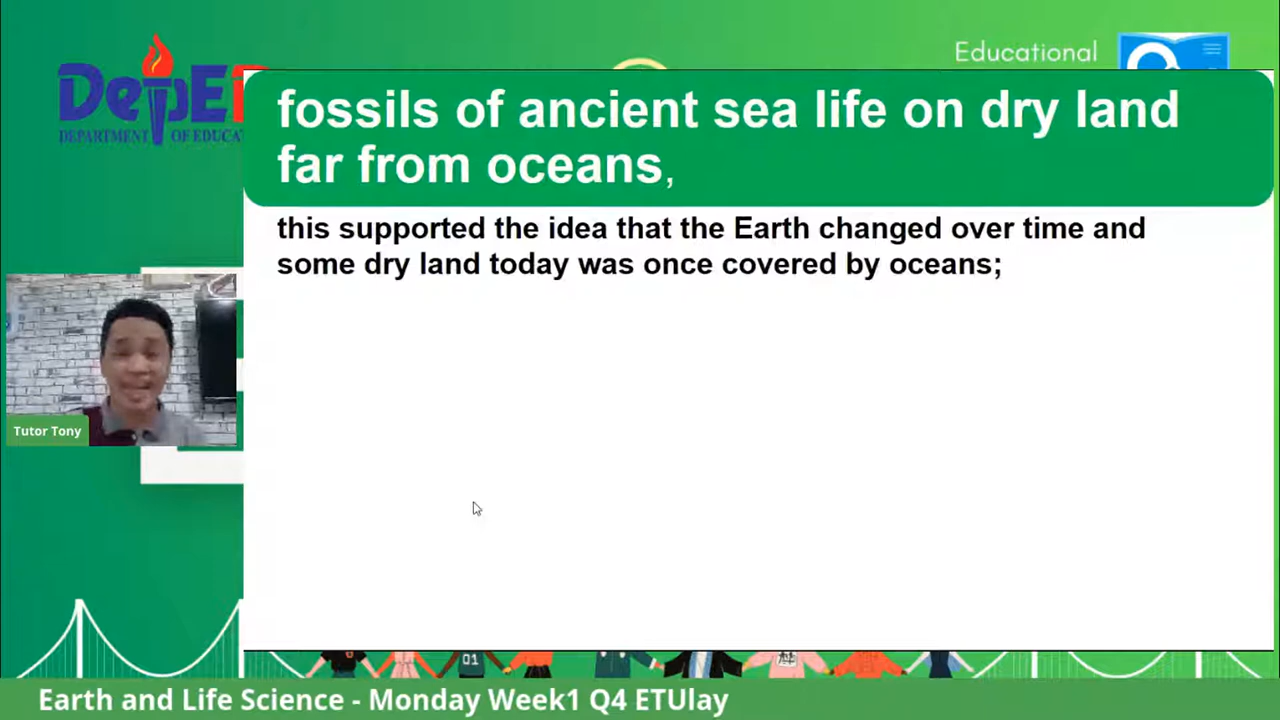 Educational
DepE
DEPARTMENT OF EDUCA
fossils of ancient sea life on dry land
far from oceans,
this supported the idea that the Earth changed over time and
some dry land today was once covered by oceans;
Tutor Tony
01
Earth and Life Science - Monday Week1 Q4 ETUlay